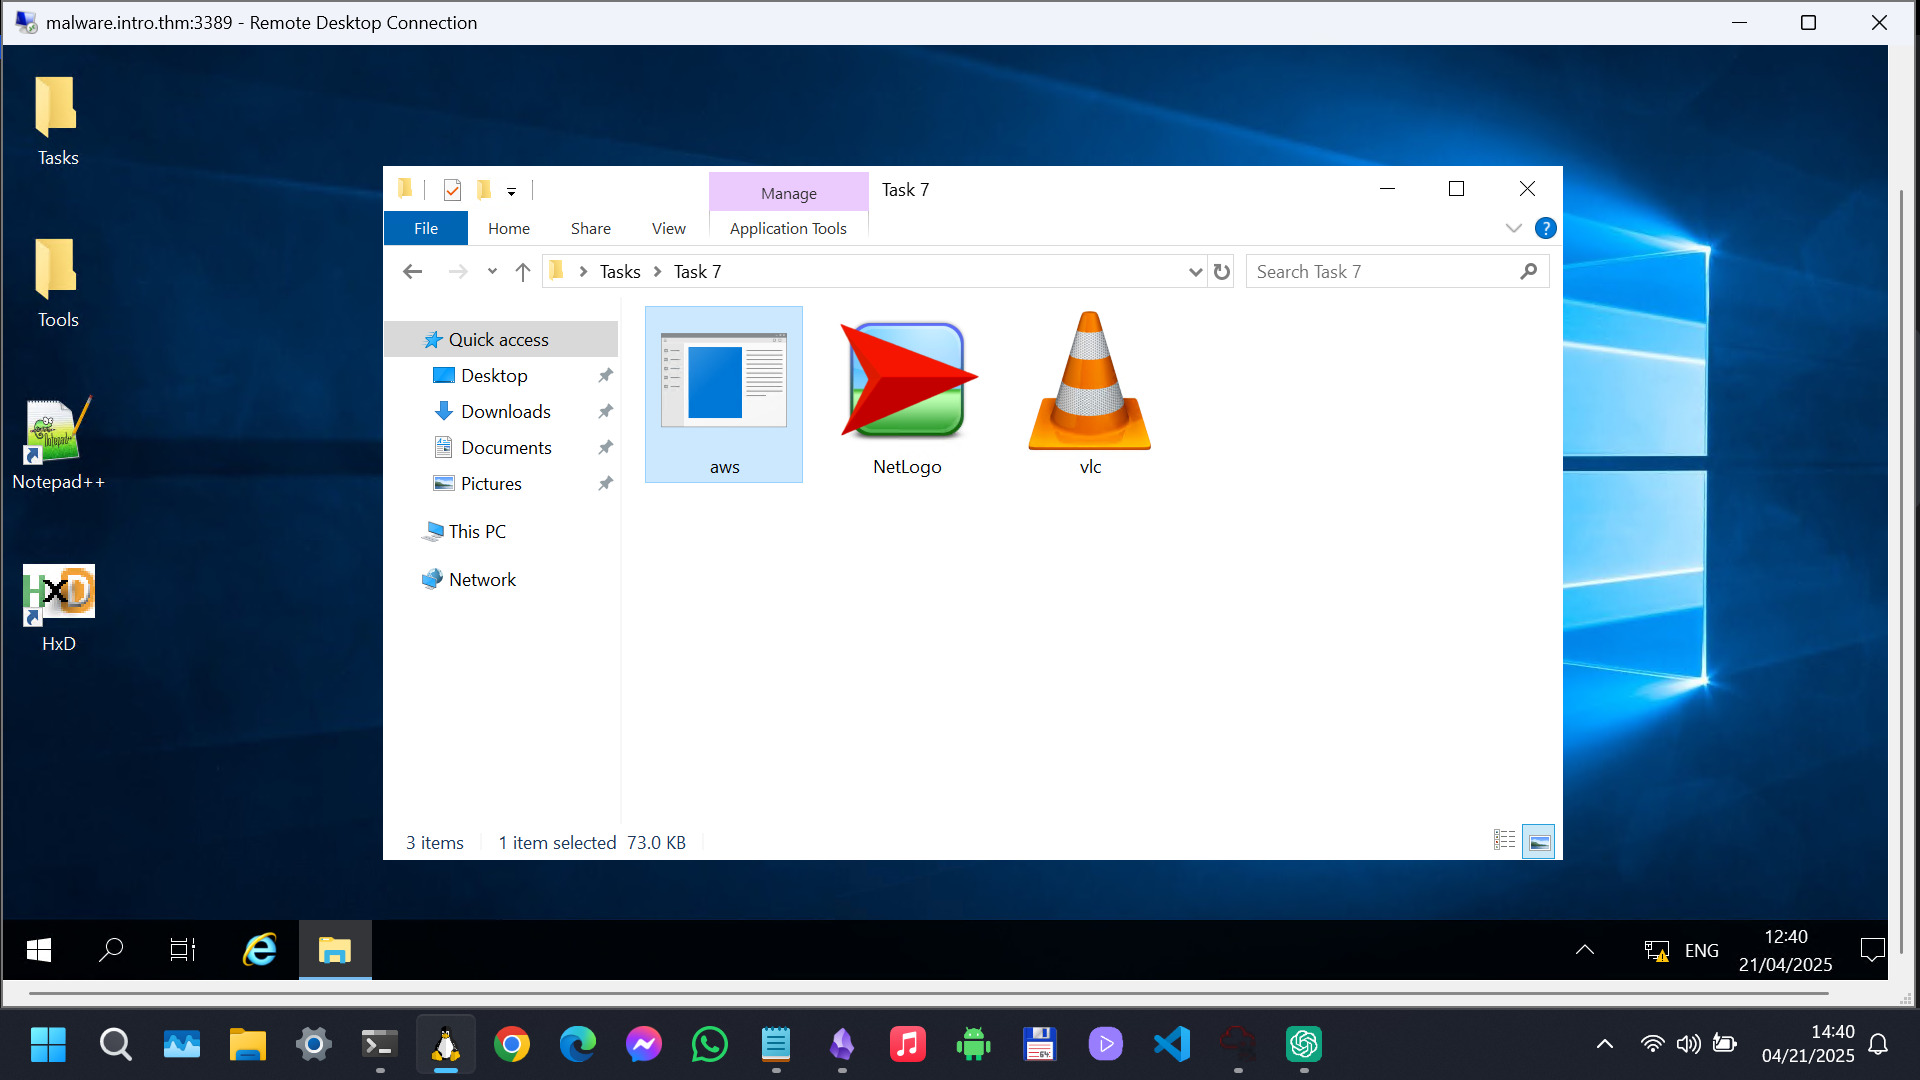 malware.intro.thm:3389 - Remote Desktop Connection
Tasks
Tools
Notepad++
HxD
Manage
Task 7
File
Home
Share
View
Application Tools
Tasks
Task 7
Search Task 7
Quick access
Desktop
Downloads
Documents
Pictures
This PC
Network
aws
NetLogo
vlc
3 items
1 item selected 73.0 KB
ENG
12:40
21/04/2025
14:40
04/21/2025